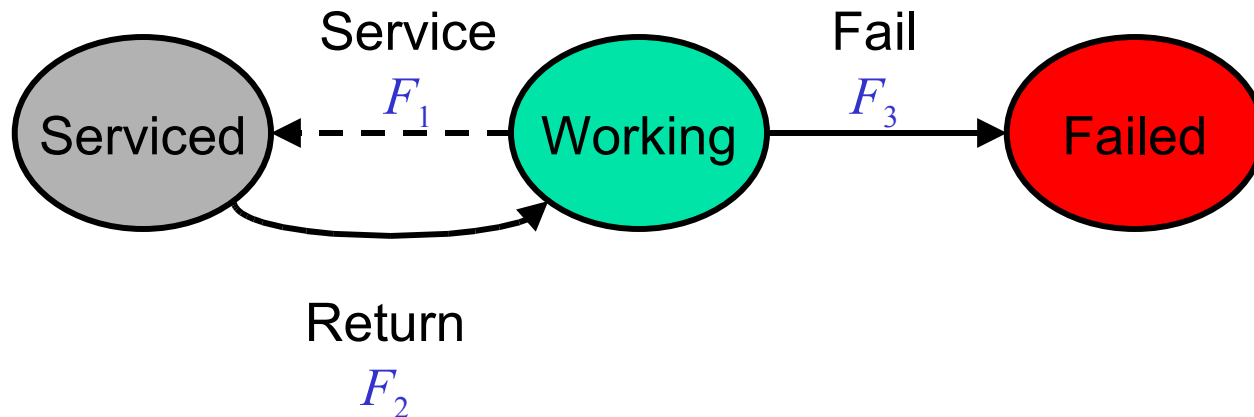 Service
F₁
Fail
F₃
Serviced
Working
Failed
Return
F₂